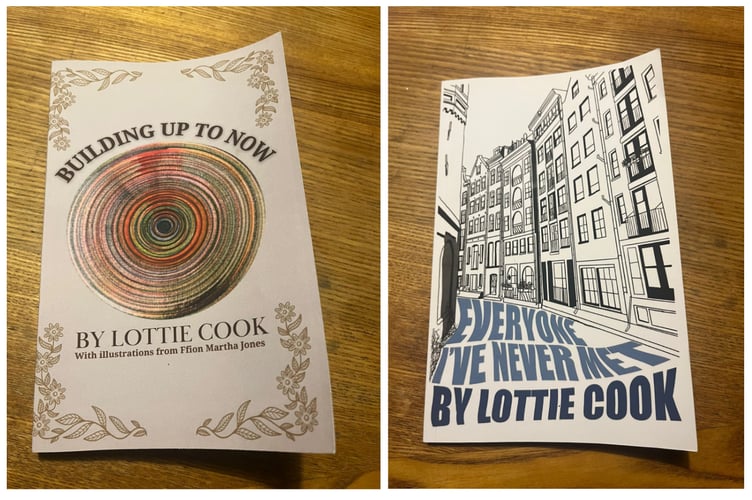 BUILDING UP TO NOW
BY LOTTIE COOK
With illustrations from Ffion Martha Jones
EVERYONE
I'VE NEVER MET
BY LOTTIE COOK